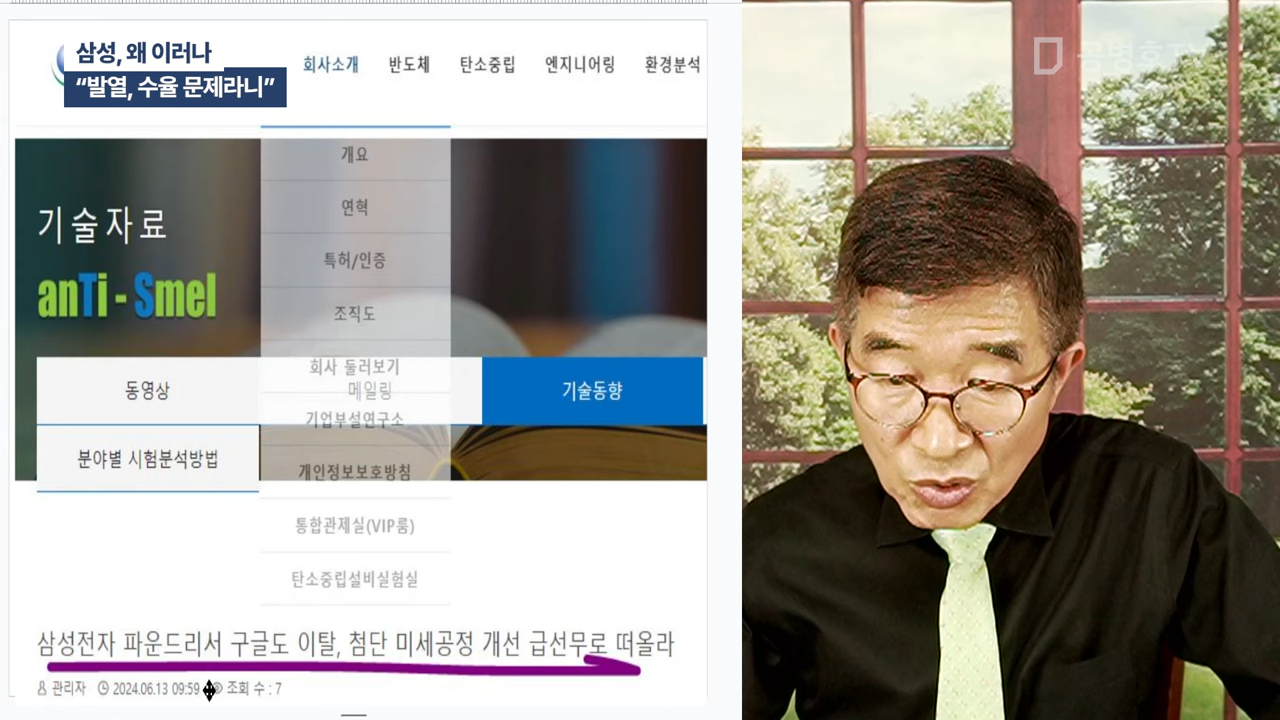 삼성, 왜 이러나
“발열, 수율 문제라니”
회사소개 반도체 탄소중립 엔지니어링 환경분석
개요
연혁
특허/인증
조직도
회사 둘러보기
메일링
기업부설연구소
개인정보보호방침
통합관제실(VIP룸)
탄소중립설비실험실
기술자료
anTi - Smel
동영상
기술동향
분야별 시험분석방법
삼성전자 파운드리서 구글도 이탈, 첨단 미세공정 개선 급선무로 떠올라
관리자 2024.06.13 09:59 조회 수 : 7
공병호